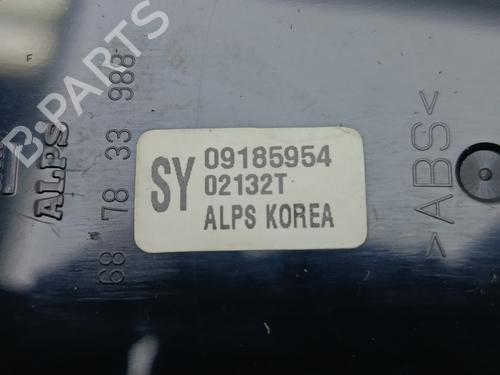 SY 09185954
02132T
ALPS KOREA
ALPS
68 78 33 988
>ABS<
B-PARTS